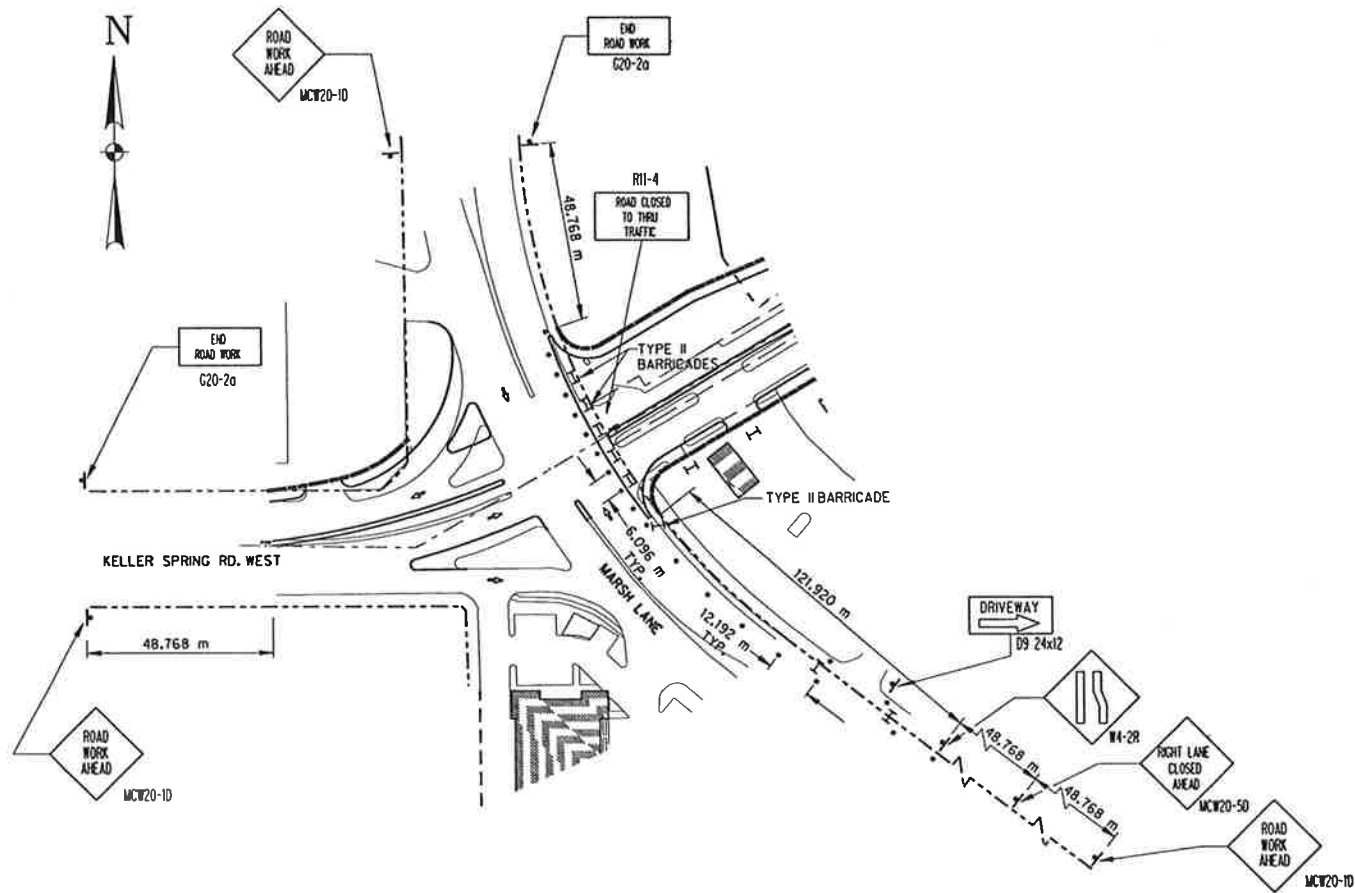 N
ROAD
WORK
AHEAD
MCW20-1D
END
ROAD WORK
G20-2a
48.768 m
R11-4
ROAD CLOSED
TO THRU
TRAFFIC
END
ROAD WORK
G20-2a
TYPE II
BARRICADES
TYPE II BARRICADE
KELLER SPRING RD. WEST
6.096 m
TYP.
MARSH LANE
12.192 m
TYP.
121.920 m
DRIVEWAY
D9 24x12
48.768 m
W4-2R
48.768 m
RIGHT LANE
CLOSED
AHEAD
MCW20-5D
48.768 m
ROAD
WORK
AHEAD
MCW20-1D
ROAD
WORK
AHEAD
MCW20-1D